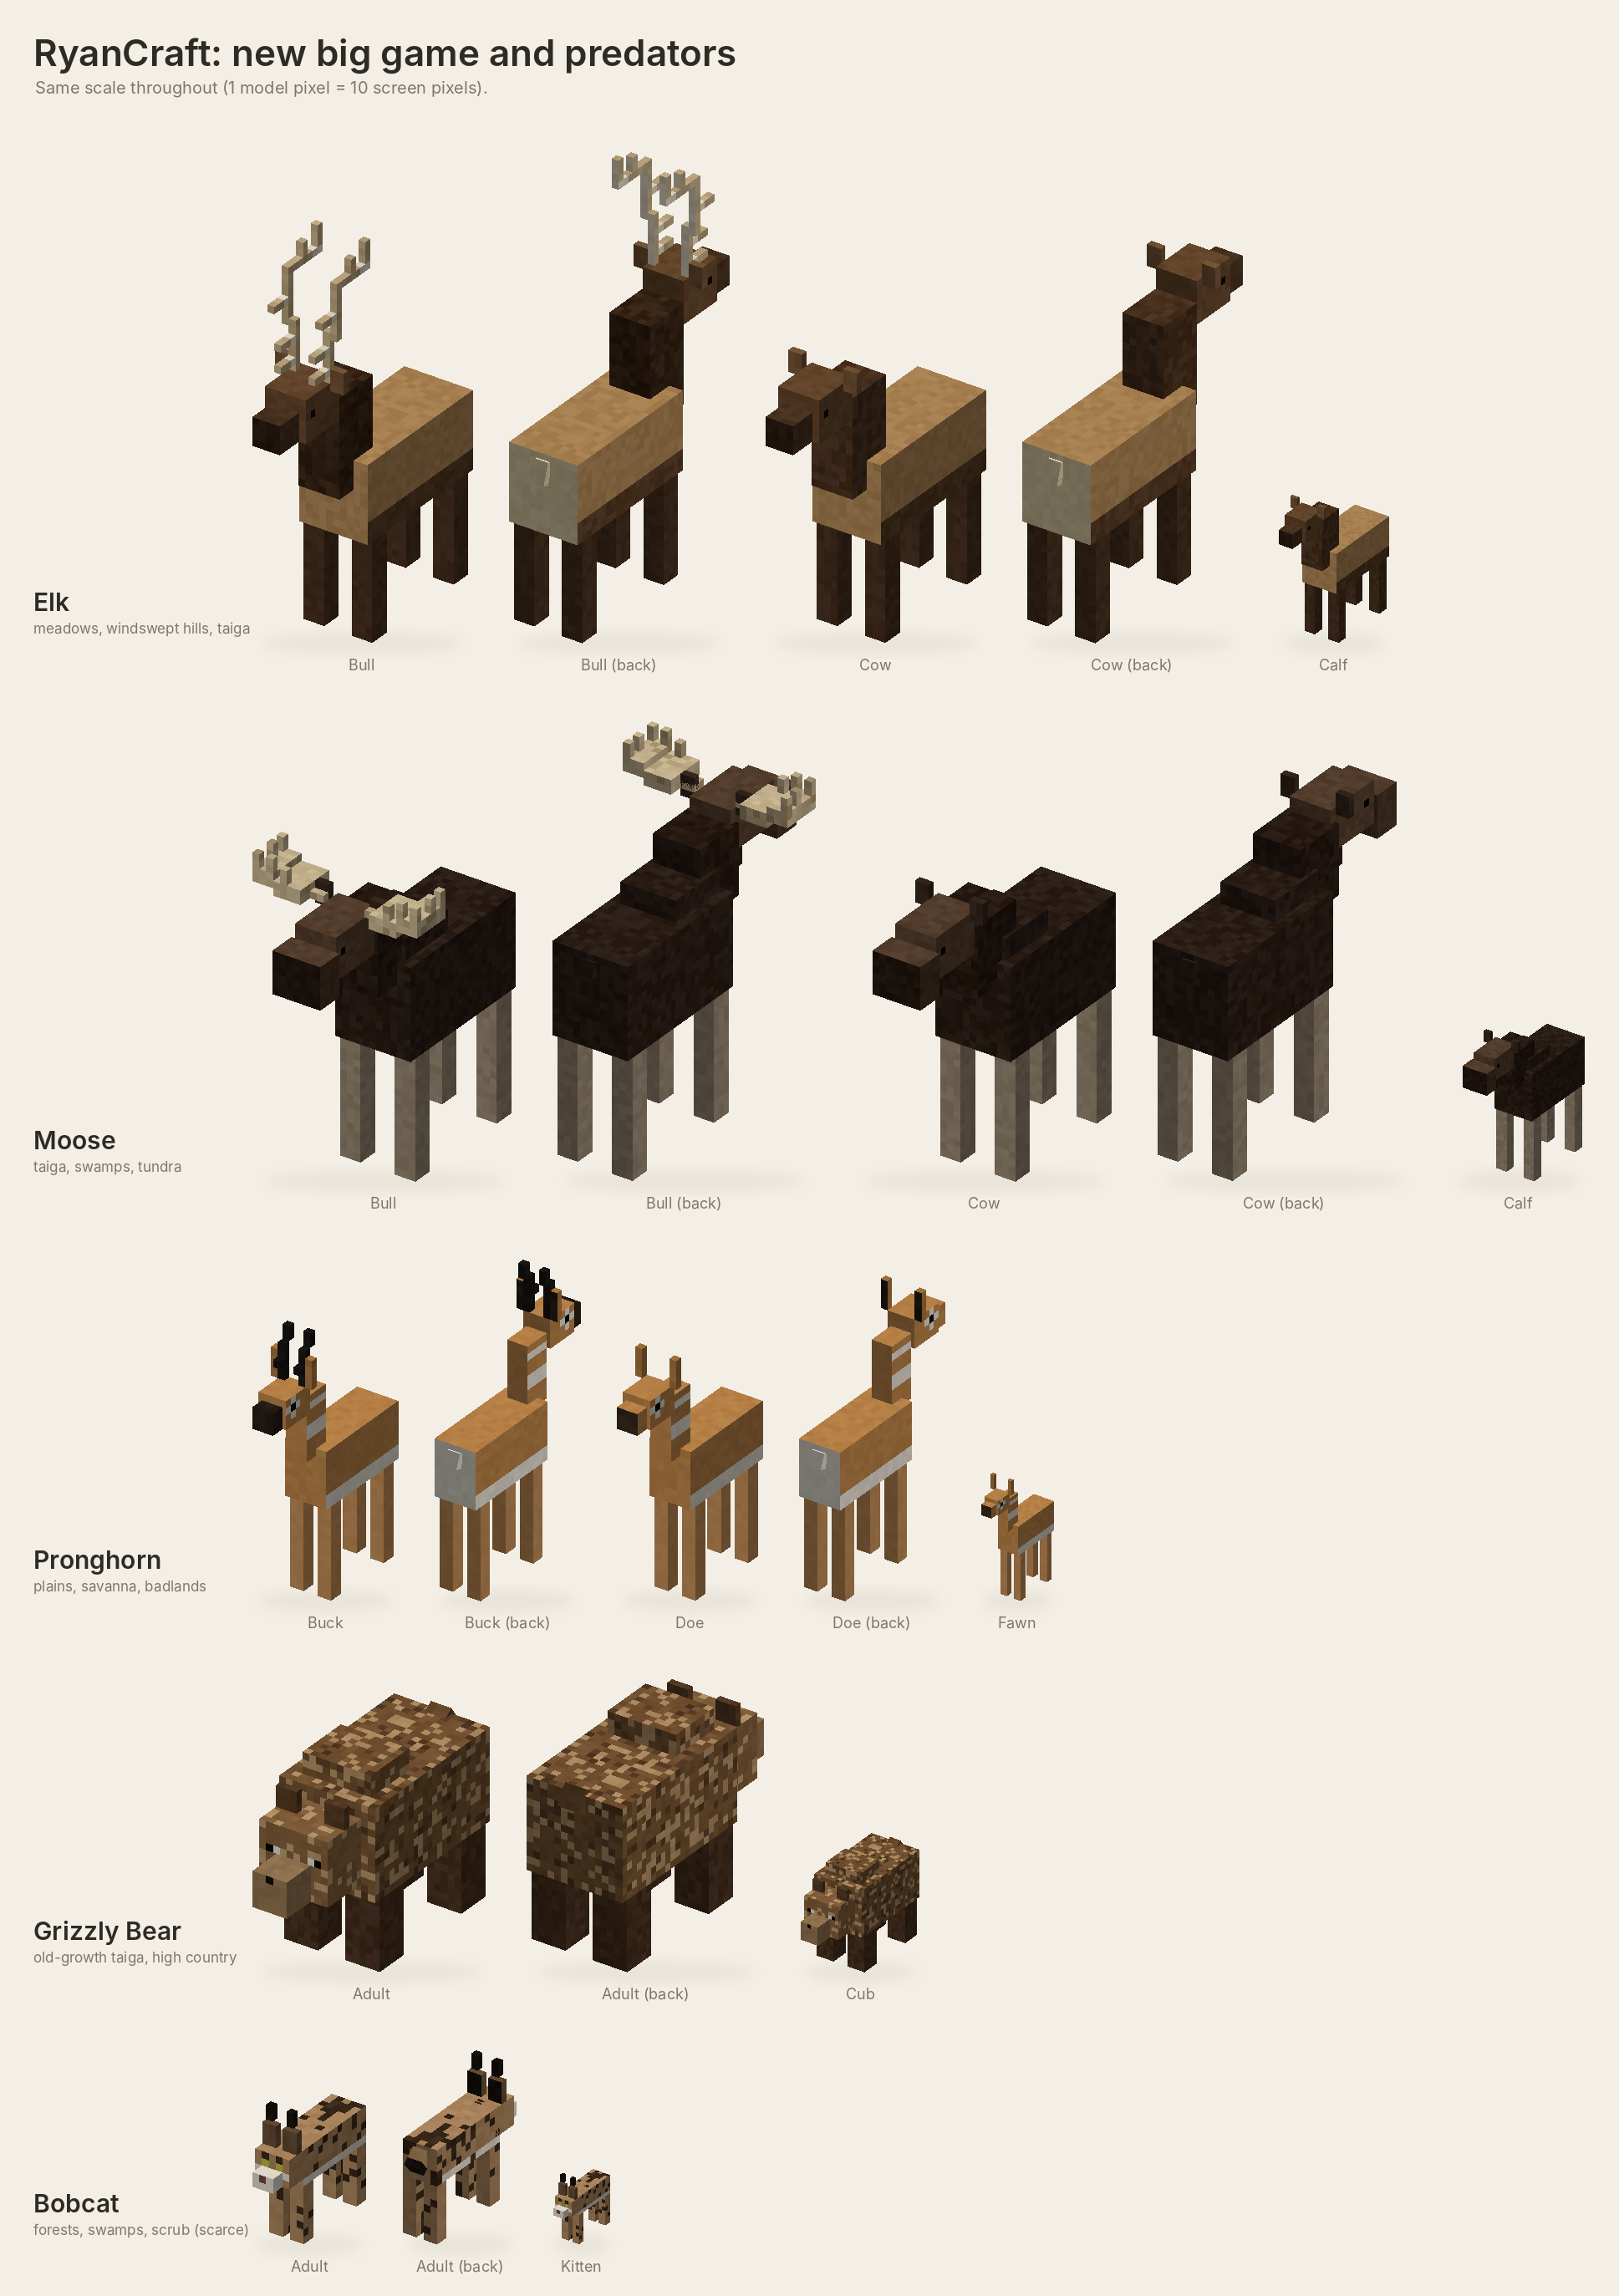 RyanCraft: new big game and predators
Same scale throughout (1 model pixel = 10 screen pixels).
Elk
meadows, windswept hills, taiga
Bull
Bull (back)
Cow
Cow (back)
Calf
Moose
taiga, swamps, tundra
Bull
Bull (back)
Cow
Cow (back)
Calf
Pronghorn
plains, savanna, badlands
Buck
Buck (back)
Doe
Doe (back)
Fawn
Grizzly Bear
old-growth taiga, high country
Adult
Adult (back)
Cub
Bobcat
forests, swamps, scrub (scarce)
Adult
Adult (back)
Kitten